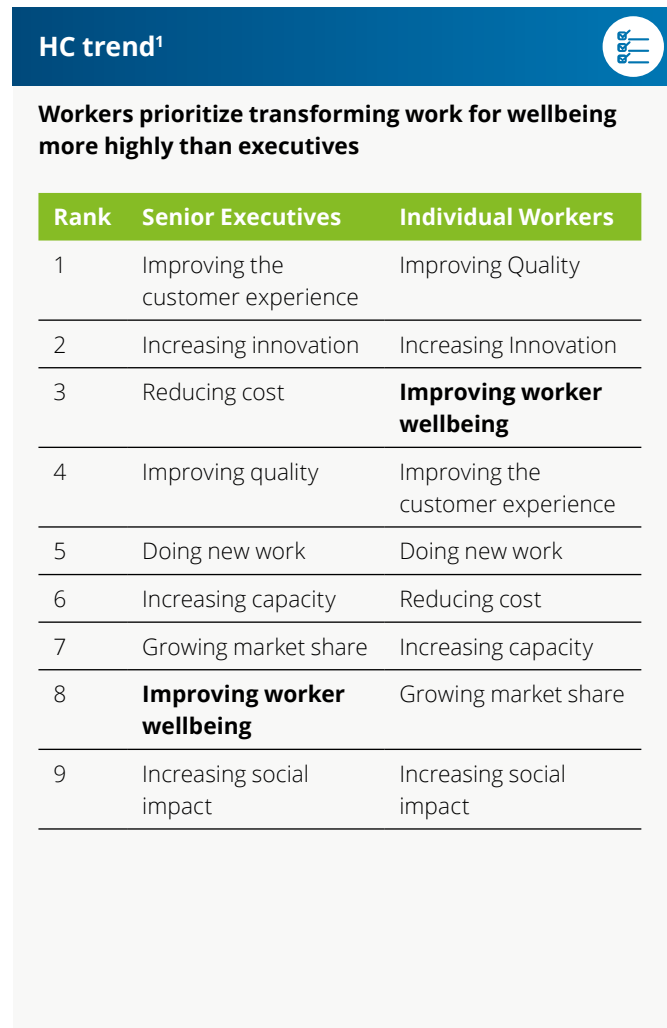 HC trend1
Workers prioritize transforming work for wellbeing
more highly than executives
Rank Senior Executives Individual Workers
1 Improving the customer experience Improving Quality
2 Increasing innovation Increasing Innovation
3 Reducing cost Improving worker wellbeing
4 Improving quality Improving the customer experience
5 Doing new work Doing new work
6 Increasing capacity Reducing cost
7 Growing market share Increasing capacity
8 Improving worker wellbeing Growing market share
9 Increasing social impact Increasing social impact